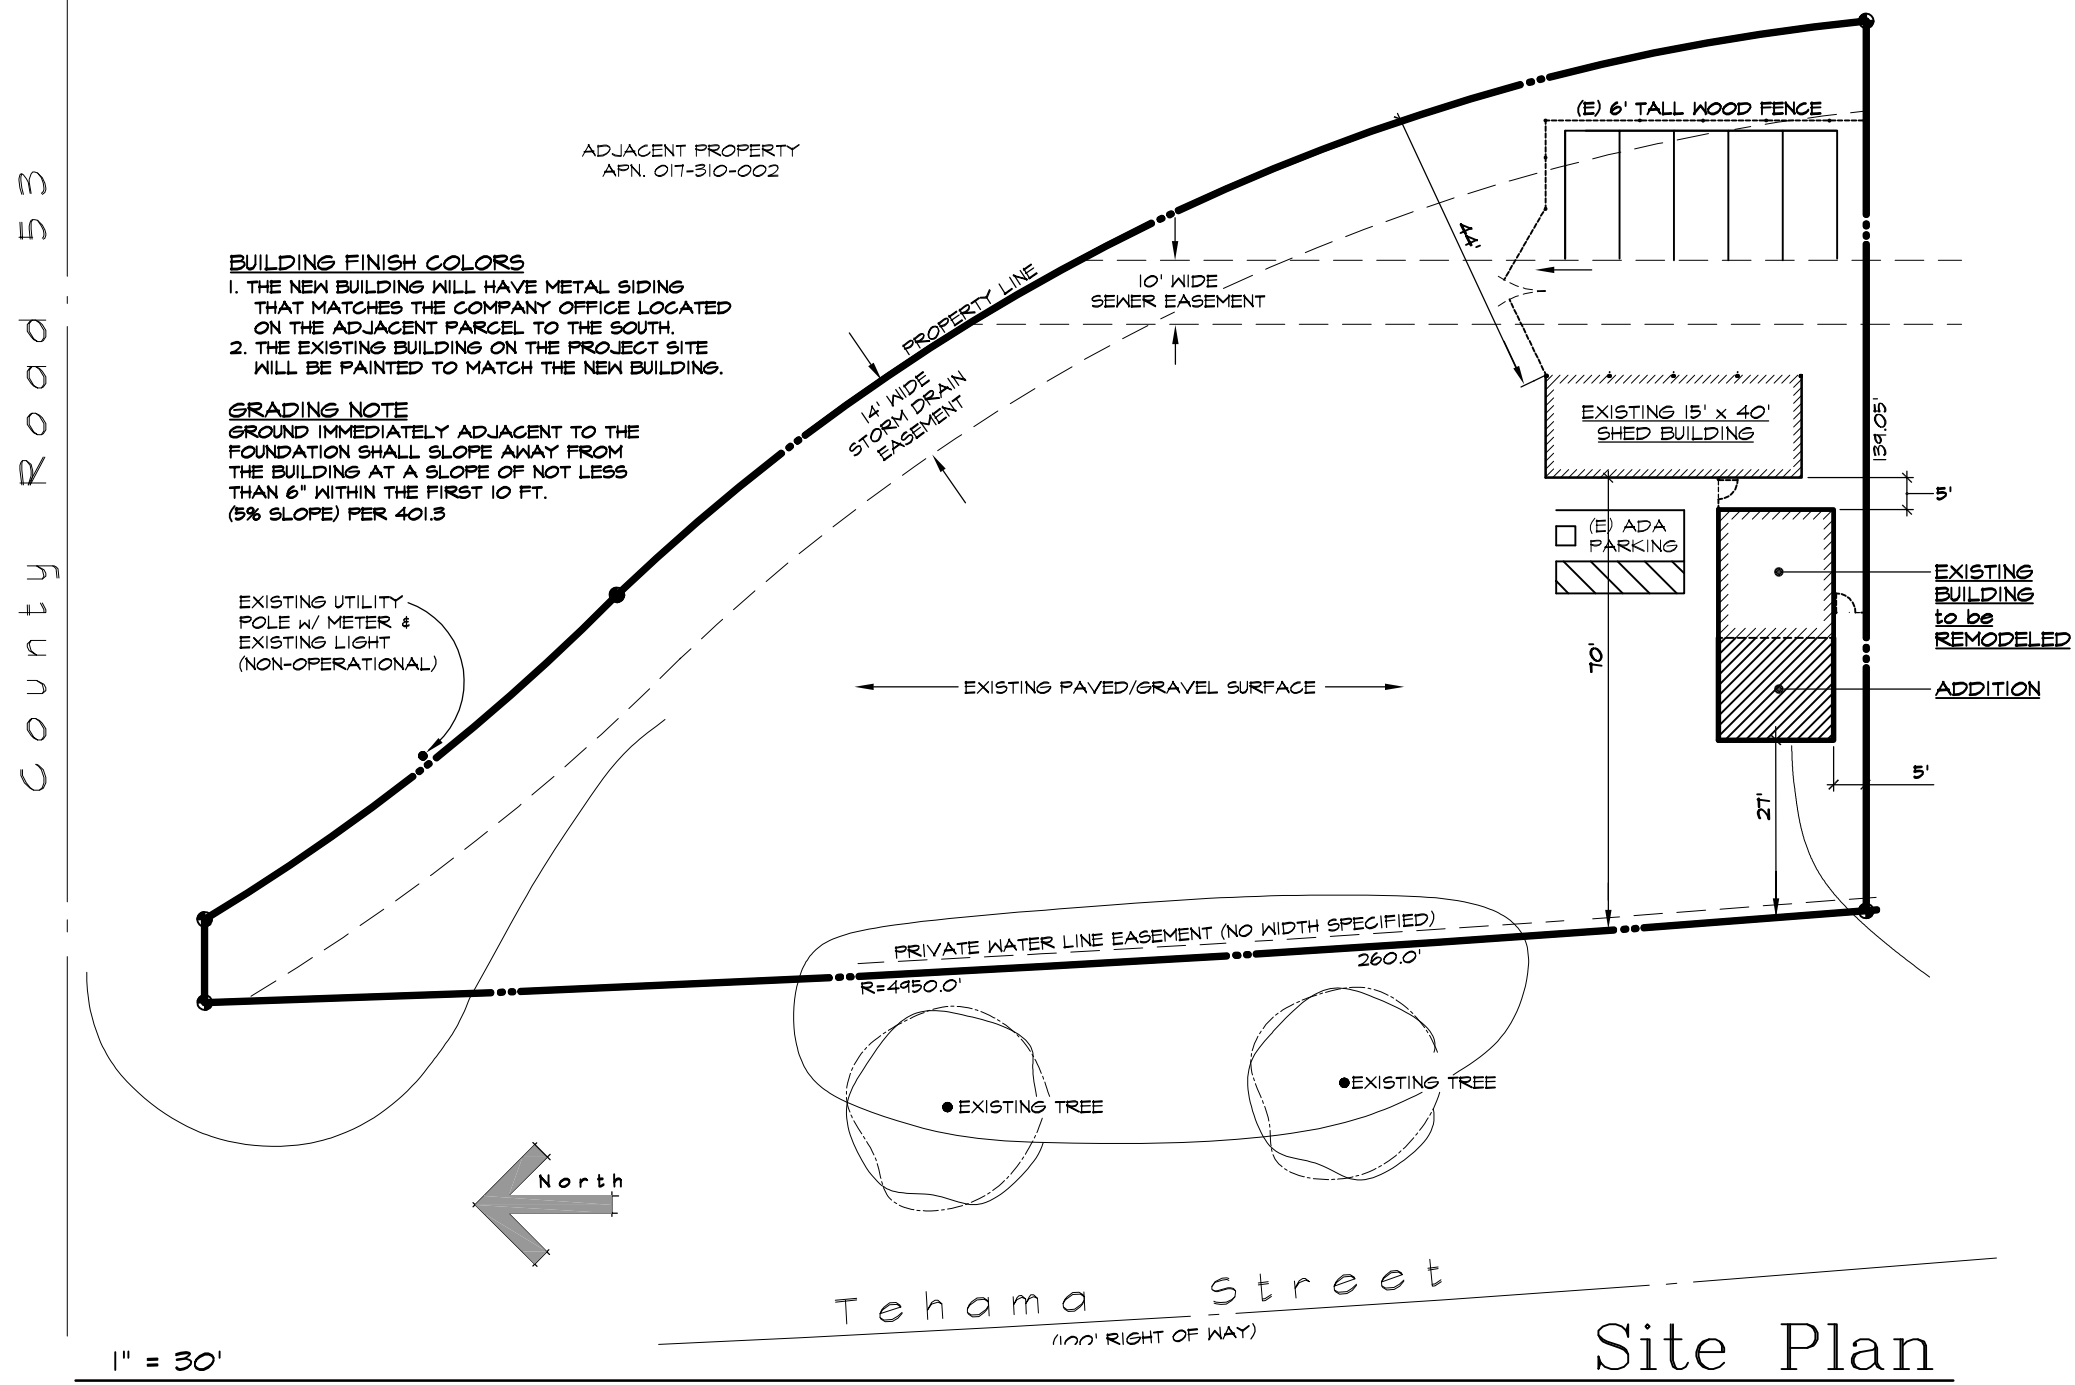 County Road 53
(E) 6' TALL WOOD FENCE
ADJACENT PROPERTY
APN. 017-310-002
44'
BUILDING FINISH COLORS
1. THE NEW BUILDING WILL HAVE METAL SIDING
THAT MATCHES THE COMPANY OFFICE LOCATED
ON THE ADJACENT PARCEL TO THE SOUTH.
2. THE EXISTING BUILDING ON THE PROJECT SITE
WILL BE PAINTED TO MATCH THE NEW BUILDING.
GRADING NOTE
GROUND IMMEDIATELY ADJACENT TO THE
FOUNDATION SHALL SLOPE AWAY FROM
THE BUILDING AT A SLOPE OF NOT LESS
THAN 6" WITHIN THE FIRST 10 FT.
(5% SLOPE) PER 401.3
PROPERTY LINE
10' WIDE
SEWER EASEMENT
14' WIDE
STORM DRAIN
EASEMENT
EXISTING 15' x 40'
SHED BUILDING
139.05'
5'
(E) ADA
PARKING
EXISTING
BUILDING
to be
REMODELED
ADDITION
EXISTING UTILITY
POLE w/ METER &
EXISTING LIGHT
(NON-OPERATIONAL)
EXISTING PAVED/GRAVEL SURFACE
70'
5'
27'
PRIVATE WATER LINE EASEMENT (NO WIDTH SPECIFIED)
260.0'
R=4950.0'
EXISTING TREE
EXISTING TREE
North
Tehama Street
(100' RIGHT OF WAY)
1" = 30'
Site Plan